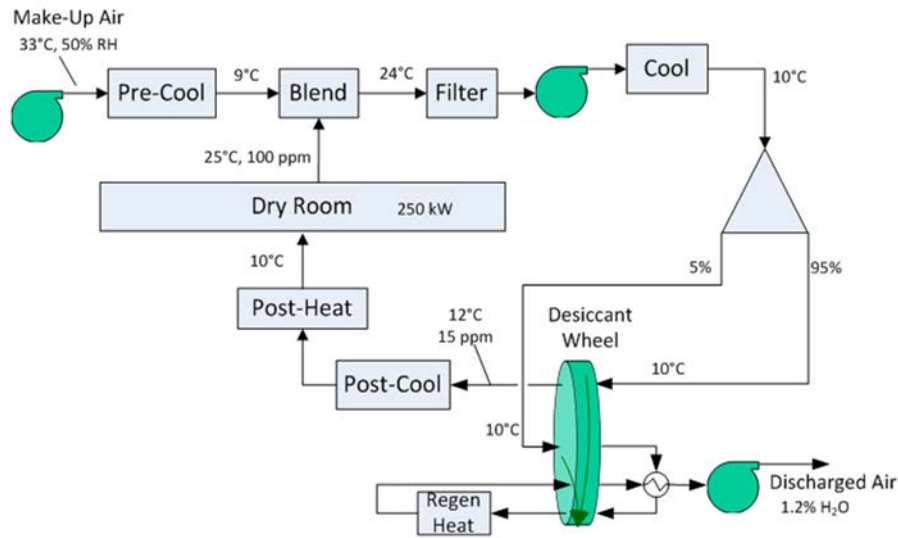 Make-Up Air
33°C, 50% RH
Pre-Cool
9°C
Blend
24°C
Filter
Cool
10°C
25°C, 100 ppm
Dry Room
250 kW
10°C
5%
95%
Post-Heat
12°C
15 ppm
Desiccant
Wheel
10°C
Post-Cool
10°C
Regen
Heat
Discharged Air
1.2% H₂O